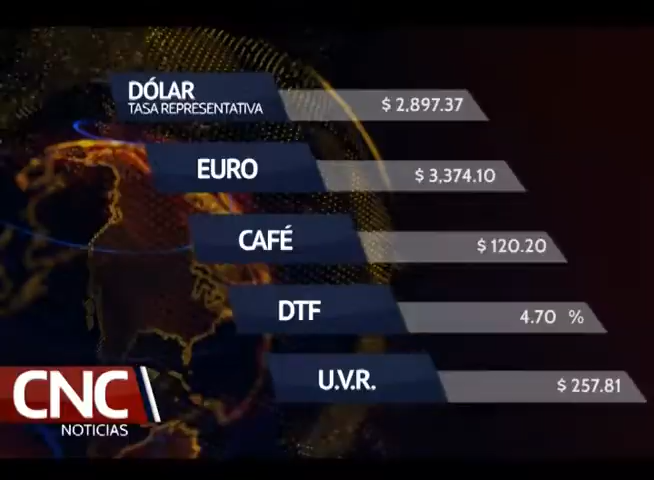 DÓLAR
TASA REPRESENTATIVA
$ 2,897.37
EURO
$ 3,374.10
CAFÉ
$ 120.20
DTF
4.70 %
U.V.R.
$ 257.81
CNC
NOTICIAS